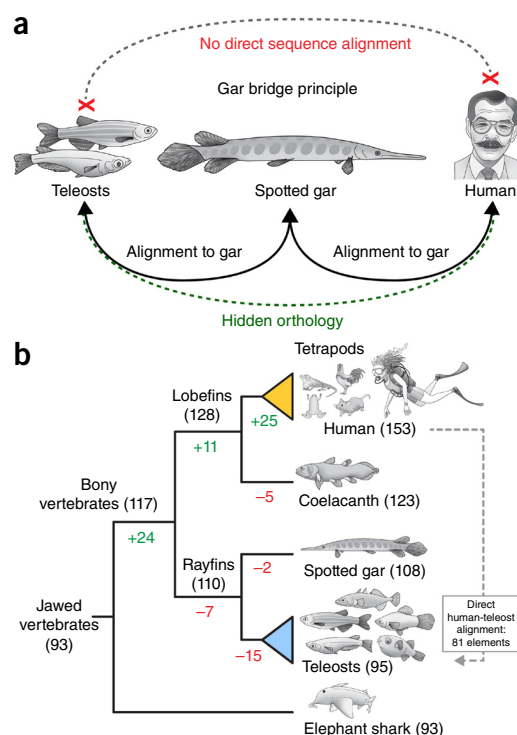 a
No direct sequence alignment
X
X
Gar bridge principle
Teleosts
Spotted gar
Human
Alignment to gar
Alignment to gar
Hidden orthology
b
Tetrapods
Lobefins
(128)
+25
Human (153)
+11
Bony
vertebrates (117)
–5
Coelacanth (123)
+24
Rayfins
(110)
–2
Spotted gar (108)
–7
Jawed
vertebrates
(93)
Direct
human-teleost
alignment:
81 elements
–15
Teleosts (95)
Elephant shark (93)